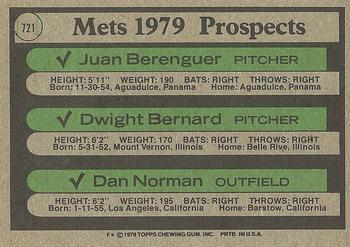 721
Mets 1979 Prospects
✓ Juan Berenguer PITCHER
HEIGHT: 5'11" WEIGHT: 190 BATS: RIGHT THROWS: RIGHT
Born: 11-30-54, Aguadulce, Panama Home: Aguadulce, Panama
✓ Dwight Bernard PITCHER
HEIGHT: 6'2" WEIGHT: 170 BATS: RIGHT THROWS: RIGHT
Born: 5-31-52, Mount Vernon, Illinois Home: Belle Rive, Illinois
✓ Dan Norman OUTFIELD
HEIGHT: 6'2" WEIGHT: 195 BATS: RIGHT THROWS: RIGHT
Born: 1-11-55, Los Angeles, California Home: Barstow, California
F* © 1979 TOPPS CHEWING GUM, INC. PRTD. IN U.S.A.